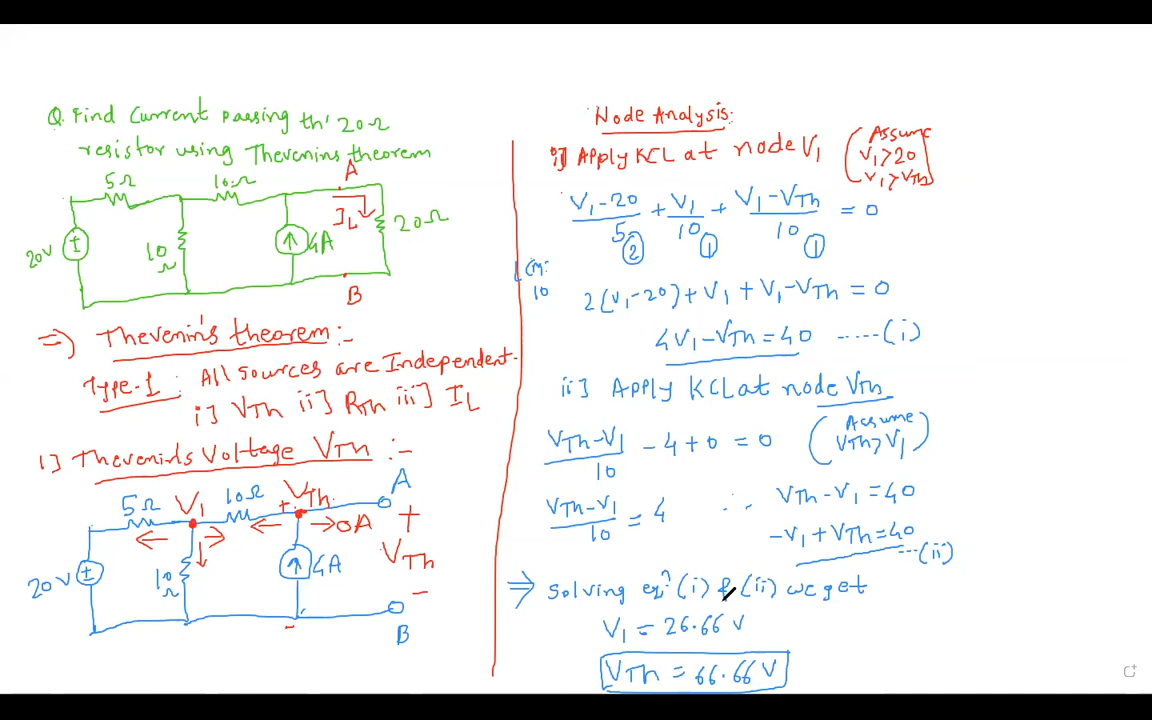 Q. Find Current passing th' 20Ω
resistor using Thevenins theorem
5Ω 10Ω A
20V 10Ω 4A IL 20Ω
B
=> Thevenin's theorem:-
Type-1: All sources are Independent.
i] VTh ii] RTh iii] IL
1] Thevenin's Voltage VTh :-
5Ω V1 10Ω + VTh A
0A +
20V 10Ω 4A VTh
- -
B
Node Analysis:
i] Apply KCL at node V1 (Assume V1>20 V1>VTh)
V1-20/5 + V1/10 + V1-VTh/10 = 0
② ① ①
LCM: 10
2(V1-20)+V1+V1-VTh = 0
4V1-VTh=40 .....(i)
ii] Apply KCL at node VTh
(Assume VTh>V1)
VTh-V1/10 - 4+0 = 0
VTh-V1/10 = 4 ∴ VTh-V1=40
-V1+VTh=40 ...(ii)
=> Solving eqn (i) & (ii) we get
V1 = 26.66 V
VTh = 66.66 V